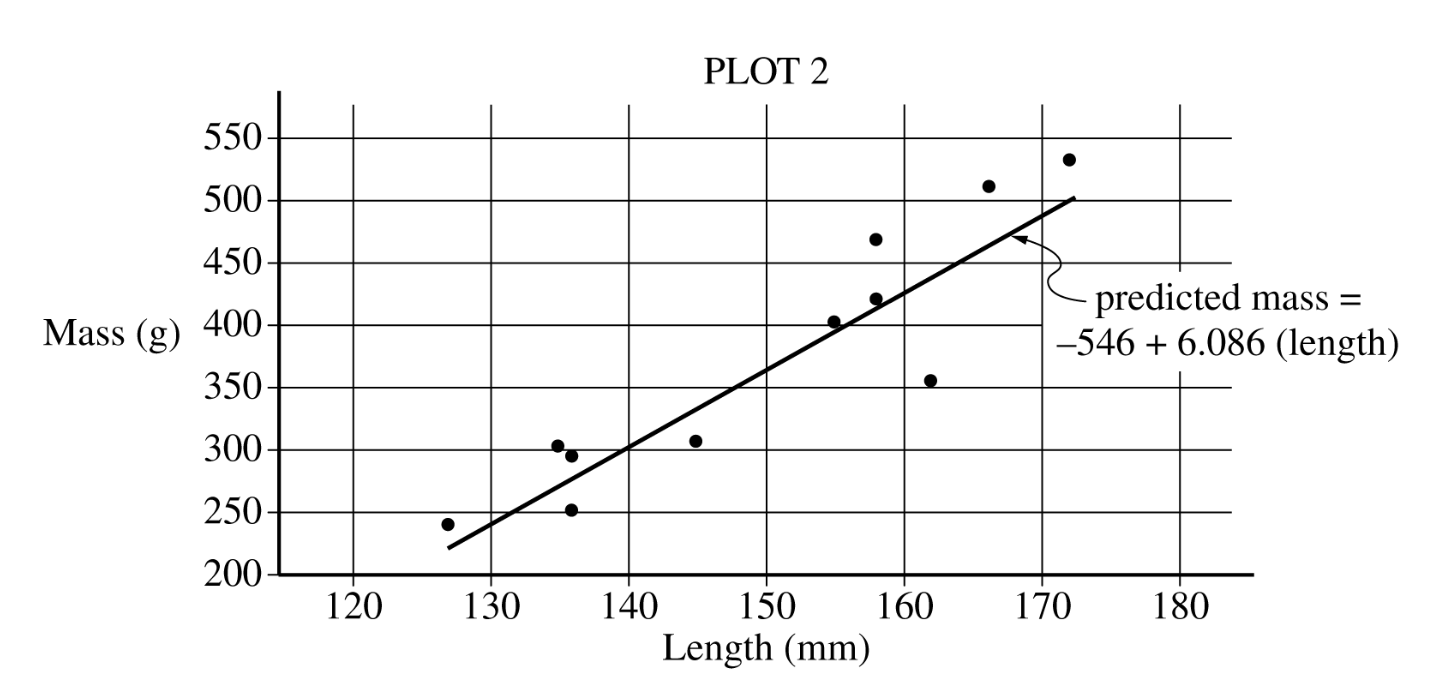 PLOT 2
550
500
450
400
350
300
250
200
Mass (g)
predicted mass =
–546 + 6.086 (length)
120 130 140 150 160 170 180
Length (mm)